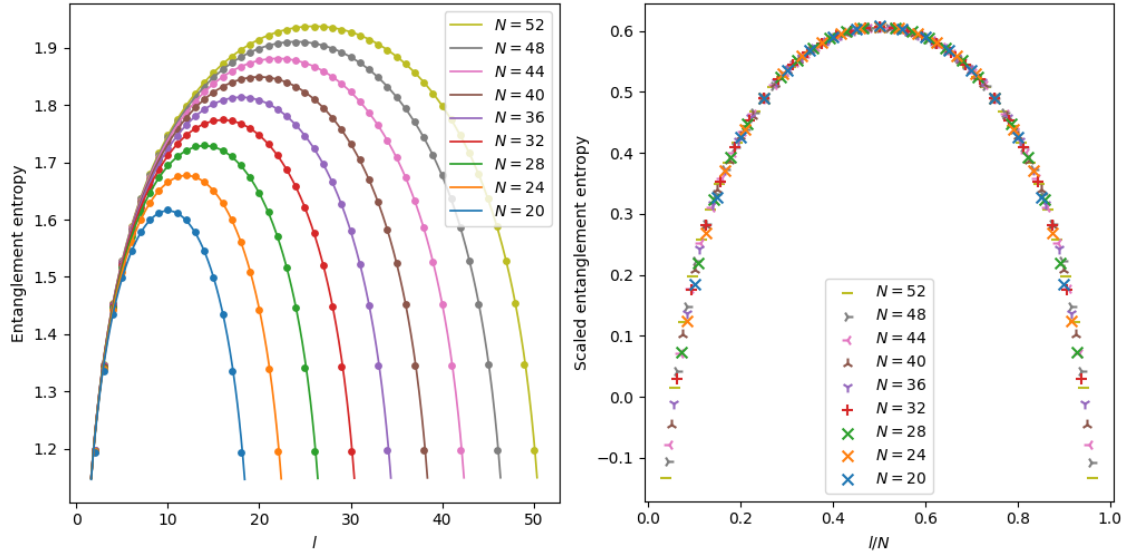 Entanglement entropy
1.9
1.8
1.7
1.6
1.5
1.4
1.3
1.2
0
10
20
30
40
50
l
N = 52
N = 48
N = 44
N = 40
N = 36
N = 32
N = 28
N = 24
N = 20
Scaled entanglement entropy
0.6
0.5
0.4
0.3
0.2
0.1
0.0
−0.1
0.0
0.2
0.4
0.6
0.8
1.0
l/N
N = 52
N = 48
N = 44
N = 40
N = 36
N = 32
N = 28
N = 24
N = 20